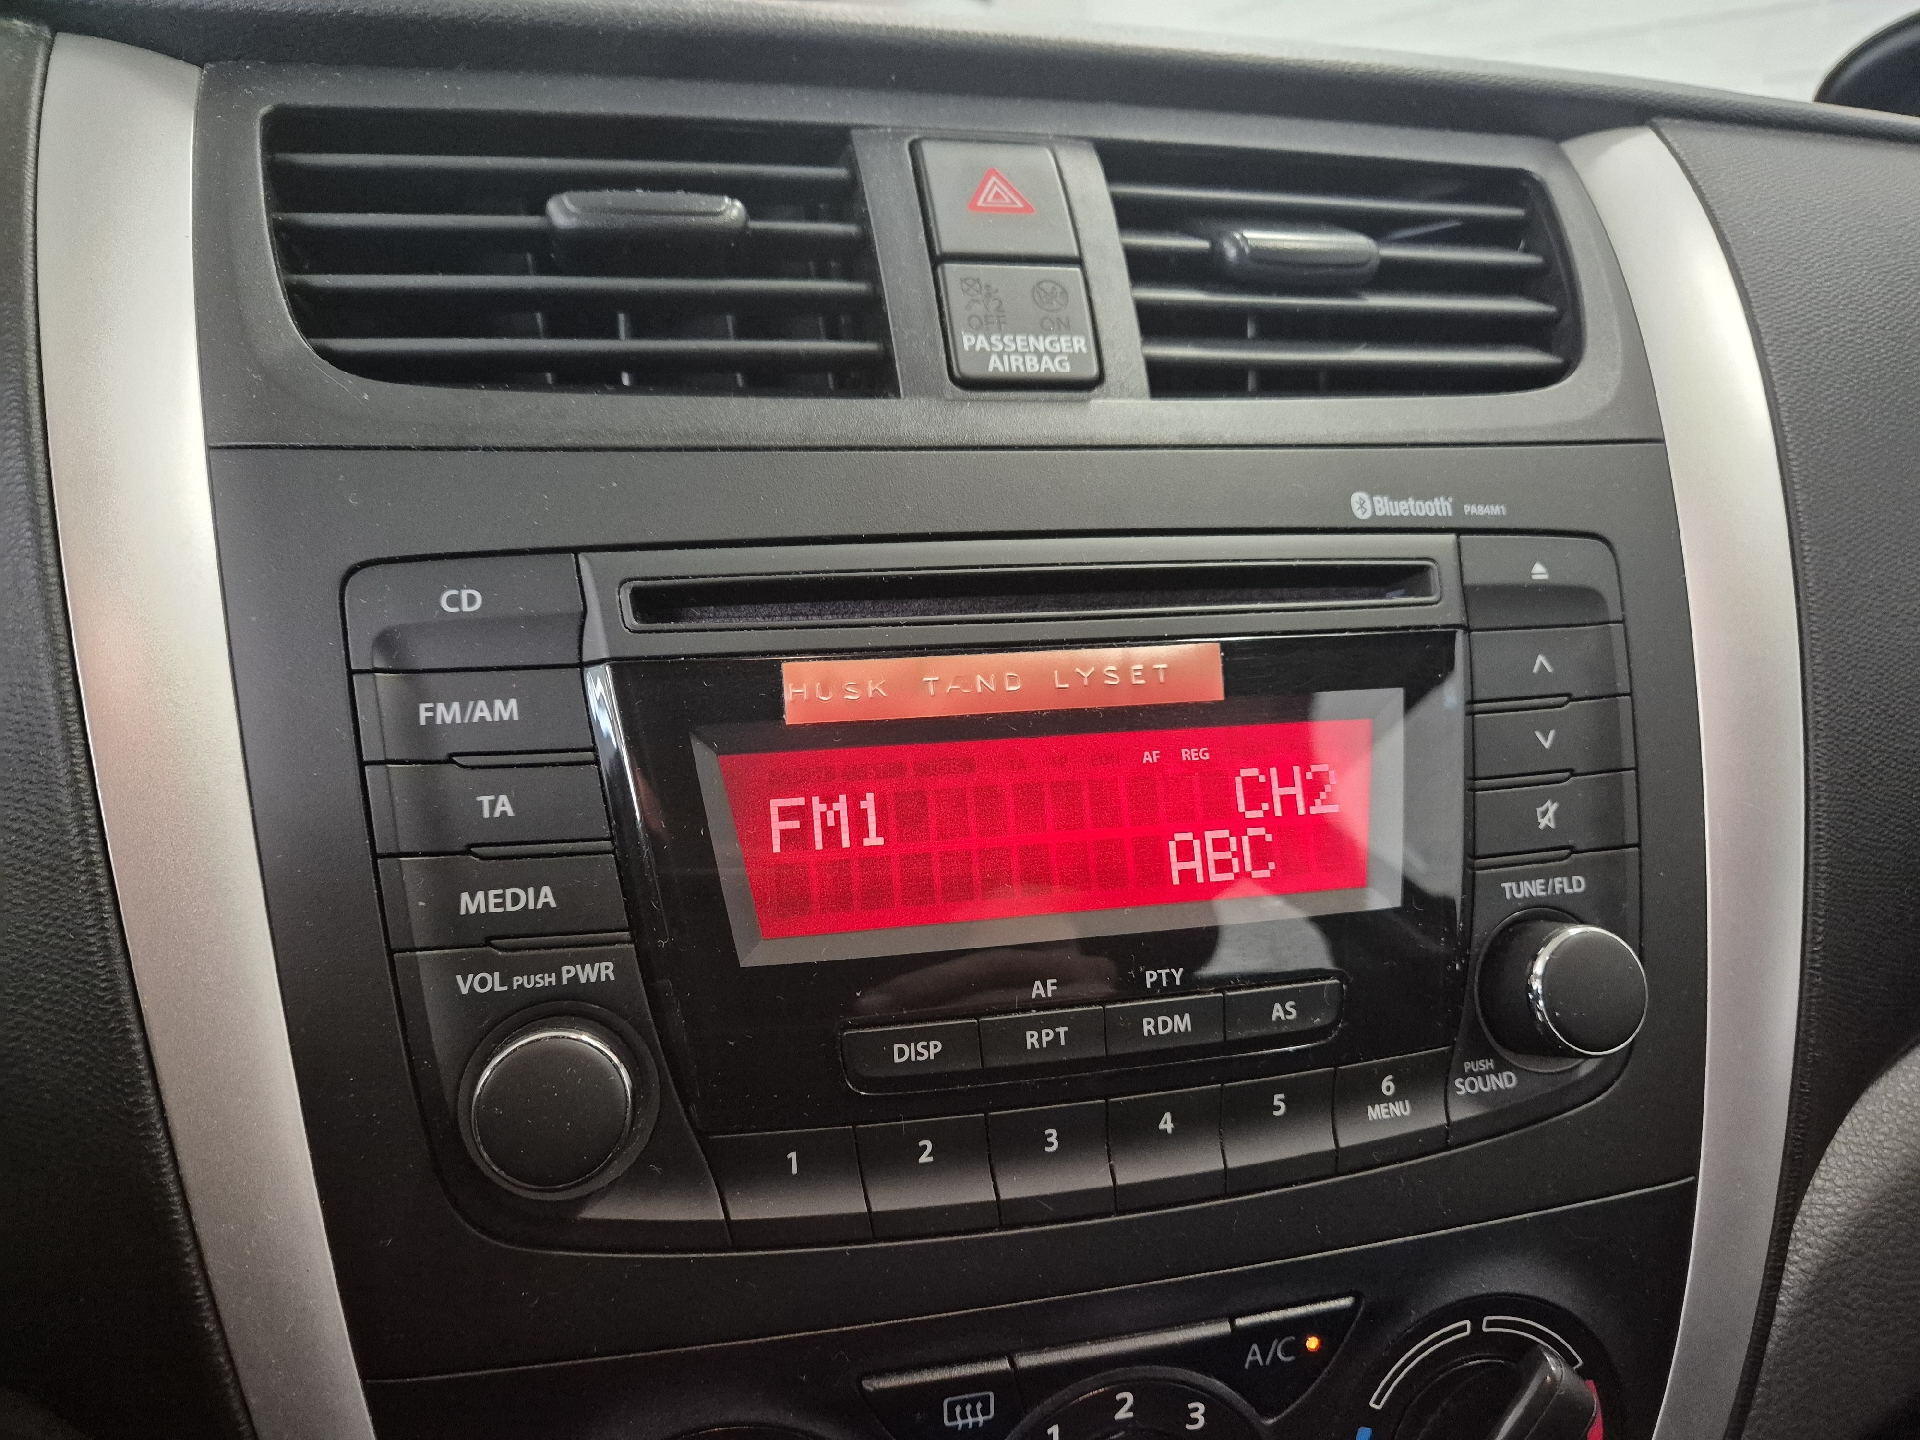 OFF ON
PASSENGER
AIRBAG
Bluetooth PA84M1
CD
HUSK TÆND LYSET
FM/AM
AF REG
FM1 CH2
TA
ABC
MEDIA
TUNE/FLD
VOL PUSH PWR
AF PTY
DISP RPT RDM AS
PUSH
SOUND
1 2 3 4 5 6
MENU
A/C
1 2 3